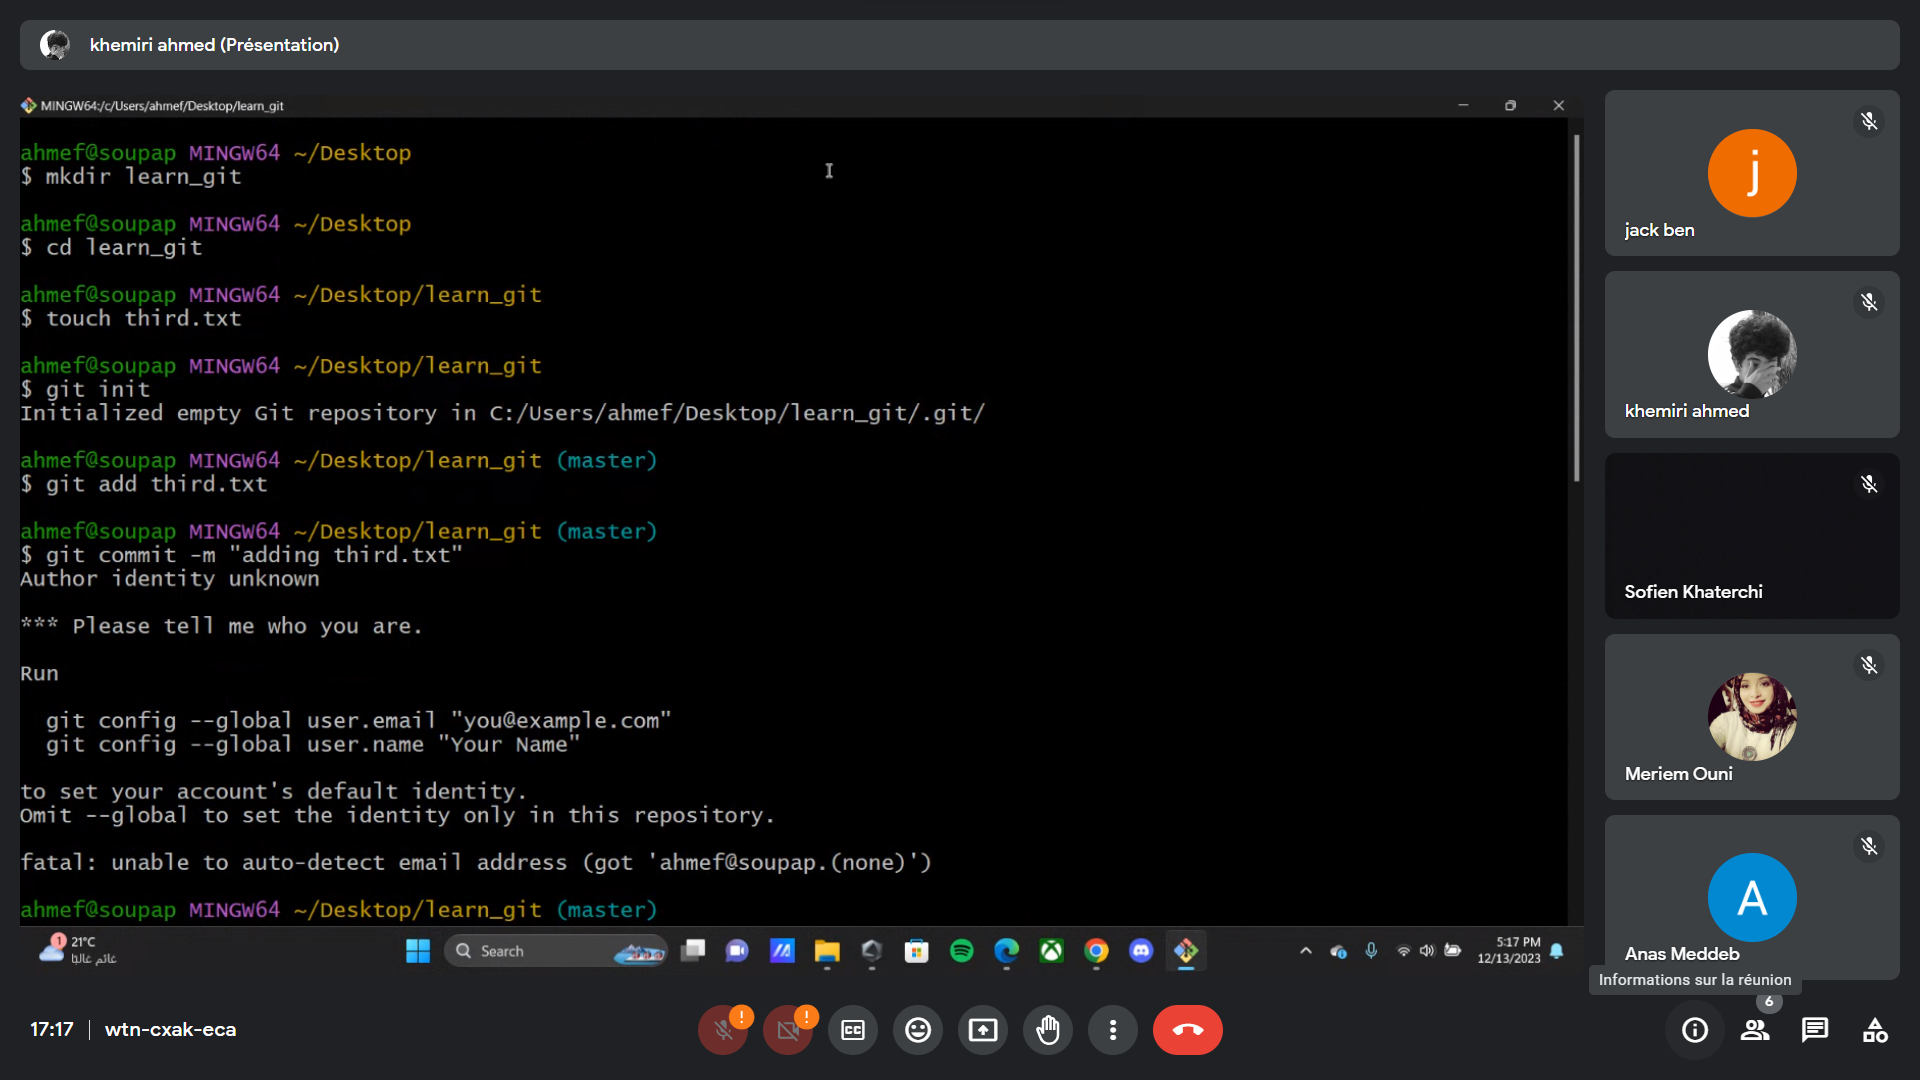 khemiri ahmed (Présentation)
MINGW64:/c/Users/ahmef/Desktop/learn_git
ahmef@soupap MINGW64 ~/Desktop
$ mkdir learn_git
ahmef@soupap MINGW64 ~/Desktop
$ cd learn_git
ahmef@soupap MINGW64 ~/Desktop/learn_git
$ touch third.txt
ahmef@soupap MINGW64 ~/Desktop/learn_git
$ git init
Initialized empty Git repository in C:/Users/ahmef/Desktop/learn_git/.git/
ahmef@soupap MINGW64 ~/Desktop/learn_git (master)
$ git add third.txt
ahmef@soupap MINGW64 ~/Desktop/learn_git (master)
$ git commit -m "adding third.txt"
Author identity unknown
*** Please tell me who you are.
Run
git config --global user.email "you@example.com"
git config --global user.name "Your Name"
to set your account's default identity.
Omit --global to set the identity only in this repository.
fatal: unable to auto-detect email address (got 'ahmef@soupap.(none)')
ahmef@soupap MINGW64 ~/Desktop/learn_git (master)
1
21°C
غائم غالبًا
Search
5:17 PM
12/13/2023
j
jack ben
khemiri ahmed
Sofien Khaterchi
Meriem Ouni
A
Anas Meddeb
Informations sur la réunion
6
17:17 | wtn-cxak-eca